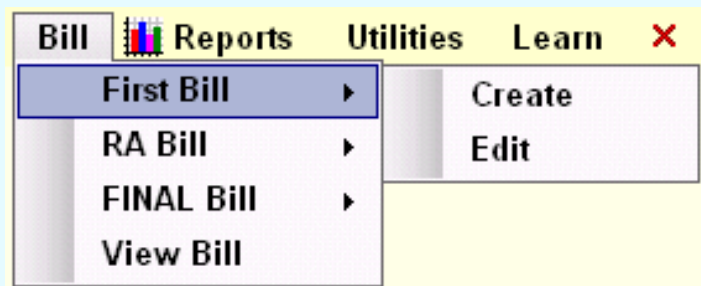 Bill Reports Utilities Learn
First Bill Create
RA Bill Edit
FINAL Bill
View Bill